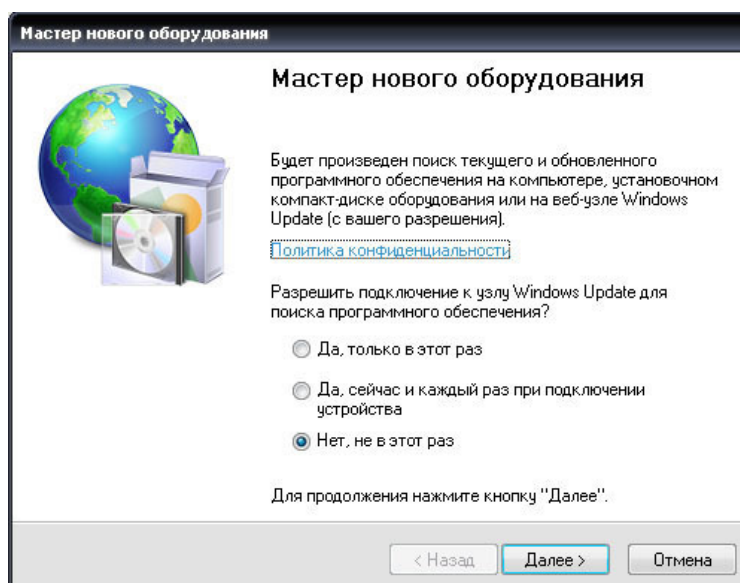 Мастер нового оборудования
Мастер нового оборудования
Будет произведен поиск текущего и обновленного
программного обеспечения на компьютере, установочном
компакт-диске оборудования или на веб-узле Windows
Update (с вашего разрешения).
Политика конфиденциальности
Разрешить подключение к узлу Windows Update для
поиска программного обеспечения?
Да, только в этот раз
Да, сейчас и каждый раз при подключении
устройства
Нет, не в этот раз
Для продолжения нажмите кнопку "Далее".
< Назад Далее > Отмена